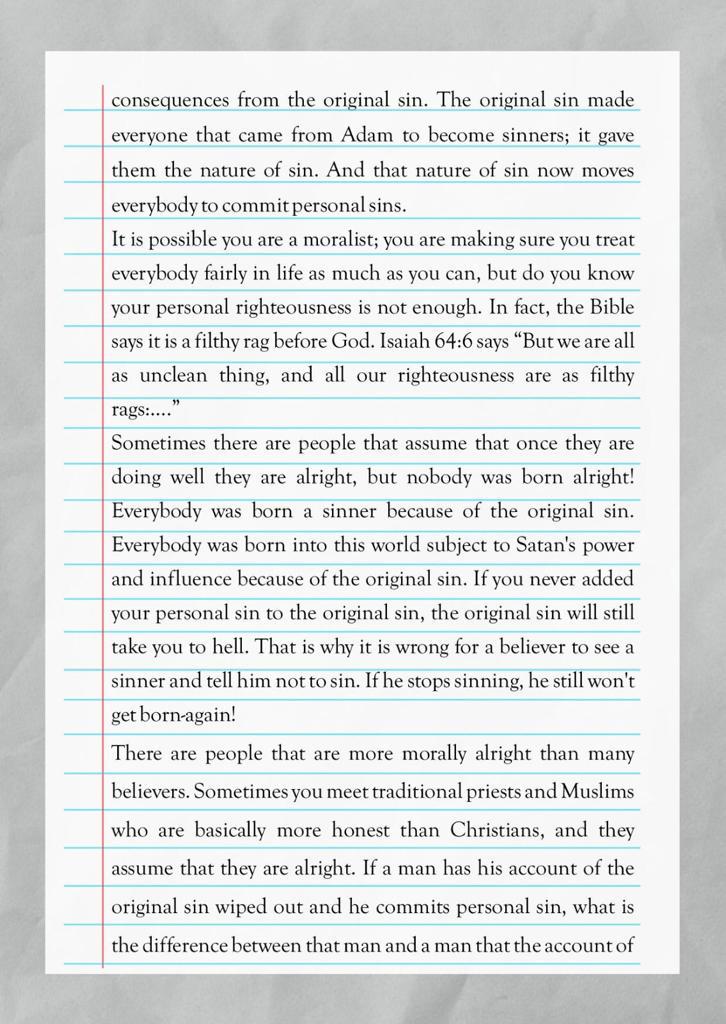 consequences from the original sin. The original sin made
everyone that came from Adam to become sinners; it gave
them the nature of sin. And that nature of sin now moves
everybody to commit personal sins.
It is possible you are a moralist; you are making sure you treat
everybody fairly in life as much as you can, but do you know
your personal righteousness is not enough. In fact, the Bible
says it is a filthy rag before God. Isaiah 64:6 says “But we are all
as unclean thing, and all our righteousness are as filthy
rags:....”
Sometimes there are people that assume that once they are
doing well they are alright, but nobody was born alright!
Everybody was born a sinner because of the original sin.
Everybody was born into this world subject to Satan's power
and influence because of the original sin. If you never added
your personal sin to the original sin, the original sin will still
take you to hell. That is why it is wrong for a believer to see a
sinner and tell him not to sin. If he stops sinning, he still won't
get born-again!
There are people that are more morally alright than many
believers. Sometimes you meet traditional priests and Muslims
who are basically more honest than Christians, and they
assume that they are alright. If a man has his account of the
original sin wiped out and he commits personal sin, what is
the difference between that man and a man that the account of